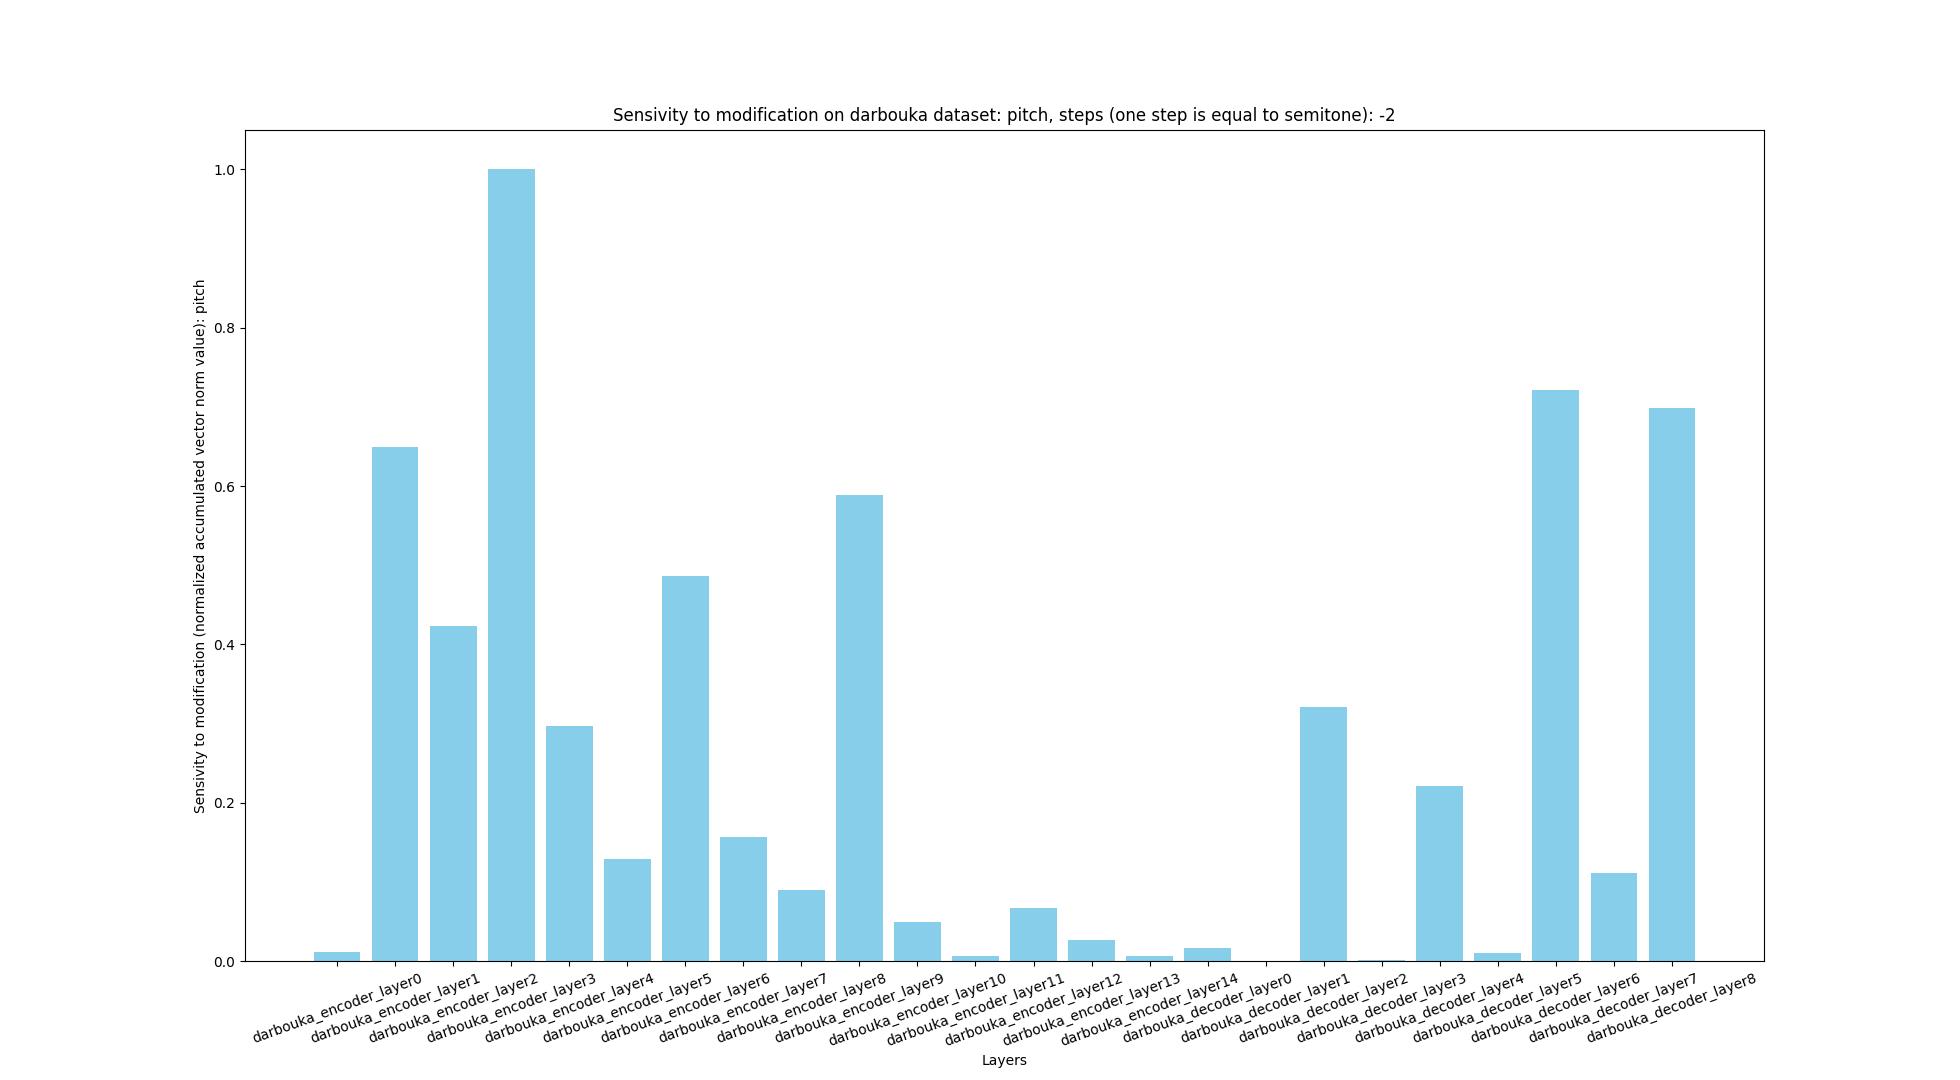 Sensivity to modification on darbouka dataset: pitch, steps (one step is equal to semitone): -2
Sensivity to modification (normalized accumulated vector norm value): pitch
1.0
0.8
0.6
0.4
0.2
0.0
darbouka_encoder_layer0
darbouka_encoder_layer1
darbouka_encoder_layer2
darbouka_encoder_layer3
darbouka_encoder_layer4
darbouka_encoder_layer5
darbouka_encoder_layer6
darbouka_encoder_layer7
darbouka_encoder_layer8
darbouka_encoder_layer9
darbouka_encoder_layer10
darbouka_encoder_layer11
darbouka_encoder_layer12
darbouka_encoder_layer13
darbouka_encoder_layer14
darbouka_decoder_layer0
darbouka_decoder_layer1
darbouka_decoder_layer2
darbouka_decoder_layer3
darbouka_decoder_layer4
darbouka_decoder_layer5
darbouka_decoder_layer6
darbouka_decoder_layer7
darbouka_decoder_layer8
Layers